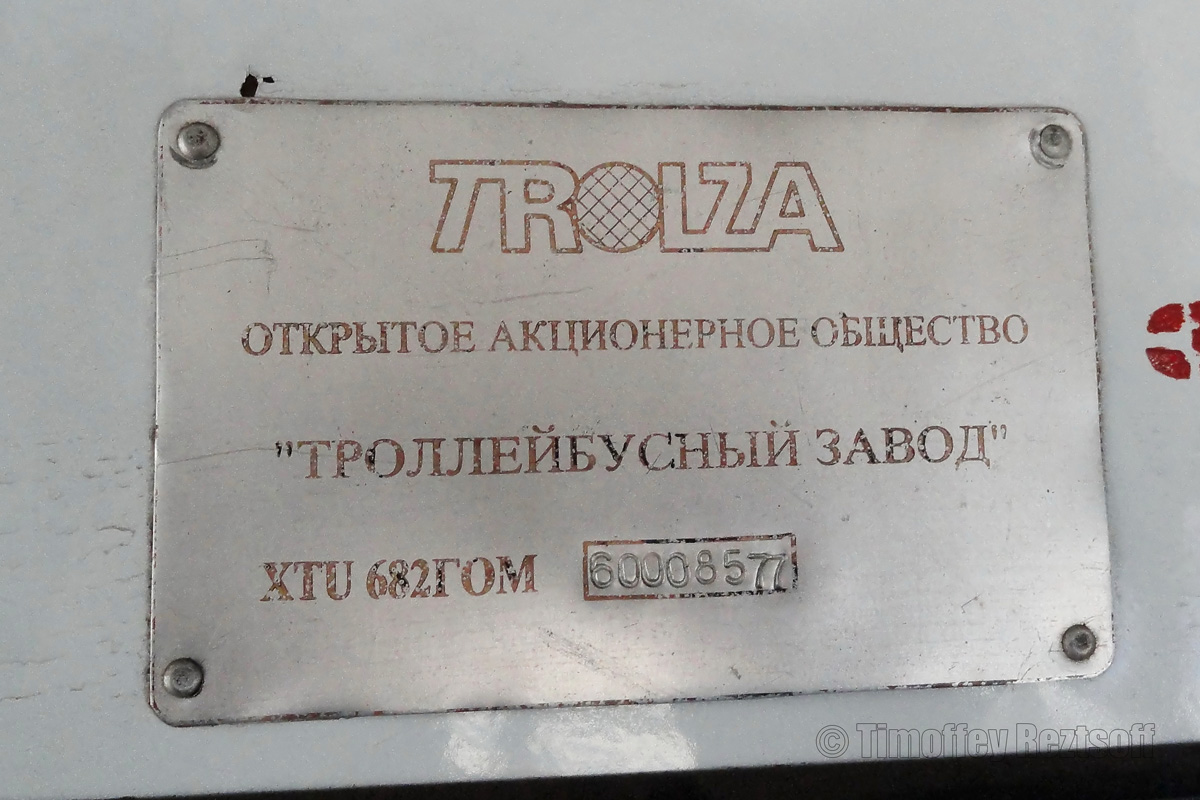 TROLZA
ОТКРЫТОЕ АКЦИОНЕРНОЕ ОБЩЕСТВО
"ТРОЛЛЕЙБУСНЫЙ ЗАВОД"
XTU 682ГОМ 60008577
© Timoffey Reztsoff